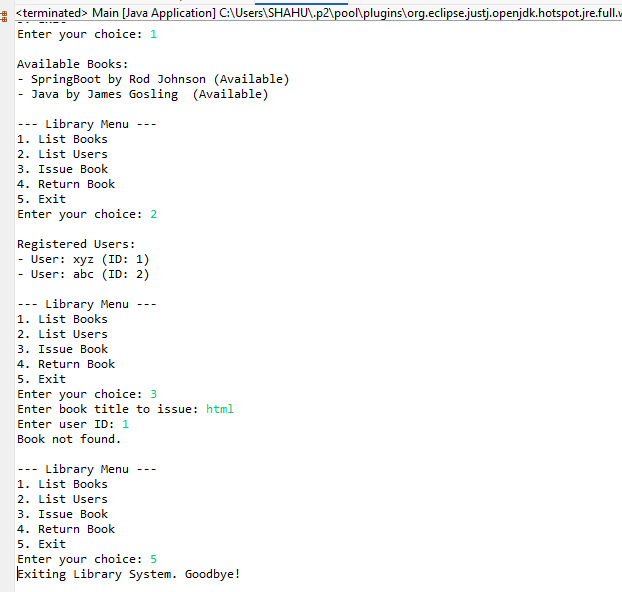 <terminated> Main [Java Application] C:\Users\SHAHU\.p2\pool\plugins\org.eclipse.justj.openjdk.hotspot.jre.full.
Enter your choice: 1
Available Books:
- SpringBoot by Rod Johnson (Available)
- Java by James Gosling  (Available)
--- Library Menu ---
1. List Books
2. List Users
3. Issue Book
4. Return Book
5. Exit
Enter your choice: 2
Registered Users:
- User: xyz (ID: 1)
- User: abc (ID: 2)
--- Library Menu ---
1. List Books
2. List Users
3. Issue Book
4. Return Book
5. Exit
Enter your choice: 3
Enter book title to issue: html
Enter user ID: 1
Book not found.
--- Library Menu ---
1. List Books
2. List Users
3. Issue Book
4. Return Book
5. Exit
Enter your choice: 5
Exiting Library System. Goodbye!